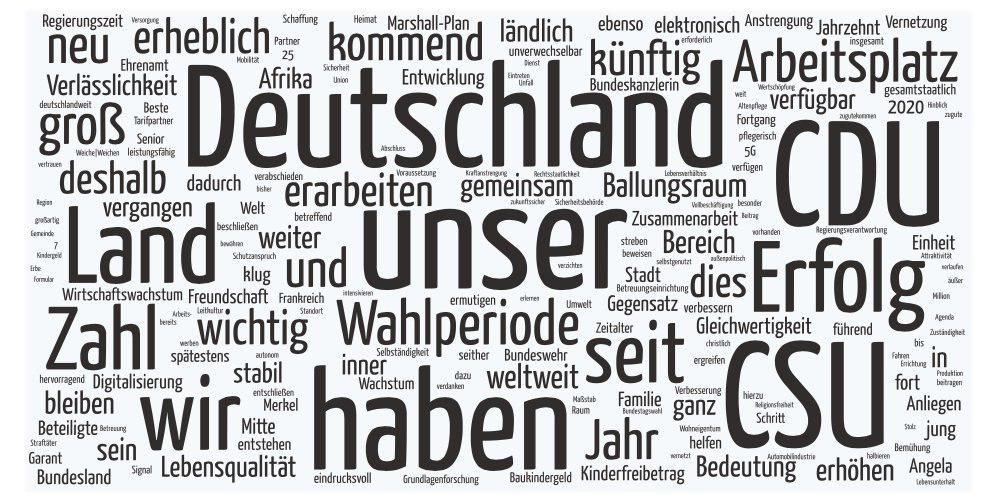 Regierungszeit
Versorgung
Schaffung
Heimat
Marshall-Plan
ländlich
ebenso
elektronisch
Anstrengung
Jahrzehnt
Vernetzung
neu
erheblich
Partner
25
Mobilität
kommend
unverwechselbar
erforderlich
insgesamt
Ehrenamt
Sicherheit
Union
Dienst
künftig
Arbeitsplatz
Verlässlichkeit
Afrika
Entwicklung
Eintreten
Unfall
Bundeskanzlerin
Wertschöpfung
gesamtstaatlich
deutschlandweit
Beste
Tarifpartner
Deutschland
weit
verfügbar
Altenpflege
2020
Hinblick
groß
Fortgang
zugutekommen
zugute
Senior
leistungsfähig
Weiche|Weichen
Abschluss
pflegerisch
5G
CDU
vertrauen
deshalb
dadurch
verabschieden
bisher
Voraussetzung
Kraftanstrengung
Rechtsstaatlichkeit
Lebensverhältnis
verfügen
erarbeiten
gemeinsam
Ballungsraum
Region
vergangen
Welt
betreffend
zukunftssicher
Sicherheitsbehörde
Vollbeschäftigung
besonder
großartig
Land
beschließen
unser
Zusammenarbeit
Beitrag
Gemeinde
weiter
bewähren
streben
beweisen
Bereich
vorhanden
Regierungsverantwortung
7
Kindergeld
Schutzanspruch
klug
und
verzichten
selbstgenutzt
außenpolitisch
Erfolg
Einheit
Attraktivität
Erbe
Formular
Stadt
Betreuungseinrichtung
dies
verlaufen
äußer
Wirtschaftswachstum
Freundschaft
Frankreich
intensivieren
ermutigen
erlernen
Umwelt
Gegensatz
verbessern
Million
Zahl
Arbeits-
bereits
Leitkultur
Standort
wichtig
Wahlperiode
Zeitalter
Gleichwertigkeit
führend
Agenda
Zuständigkeit
werben
spätestens
autonom
Selbständigkeit
seither
Bundeswehr
seit
christlich
ergreifen
CSU
bis
in
Fahren
Errichtung
hervorragend
Digitalisierung
stabil
inner
Wachstum
dazu
verdanken
weltweit
Produktion
beitragen
bleiben
wir
entschließen
Merkel
haben
Maßstab
Raum
Familie
Bundestagswahl
Verbesserung
ganz
hierzu
Religionsfreiheit
Schritt
fort
Anliegen
Beteiligte
Betreuung
Mitte
Jahr
Wohneigentum
helfen
Stolz
jung
Straftäter
sein
entstehen
Bemühung
Garant
Signal
Lebensqualität
eindrucksvoll
Grundlagenforschung
Baukindergeld
Kinderfreibetrag
vernetzt
Automobilindustrie
Bedeutung
halbieren
erhöhen
Angela
Bundesland
Lebensunterhalt